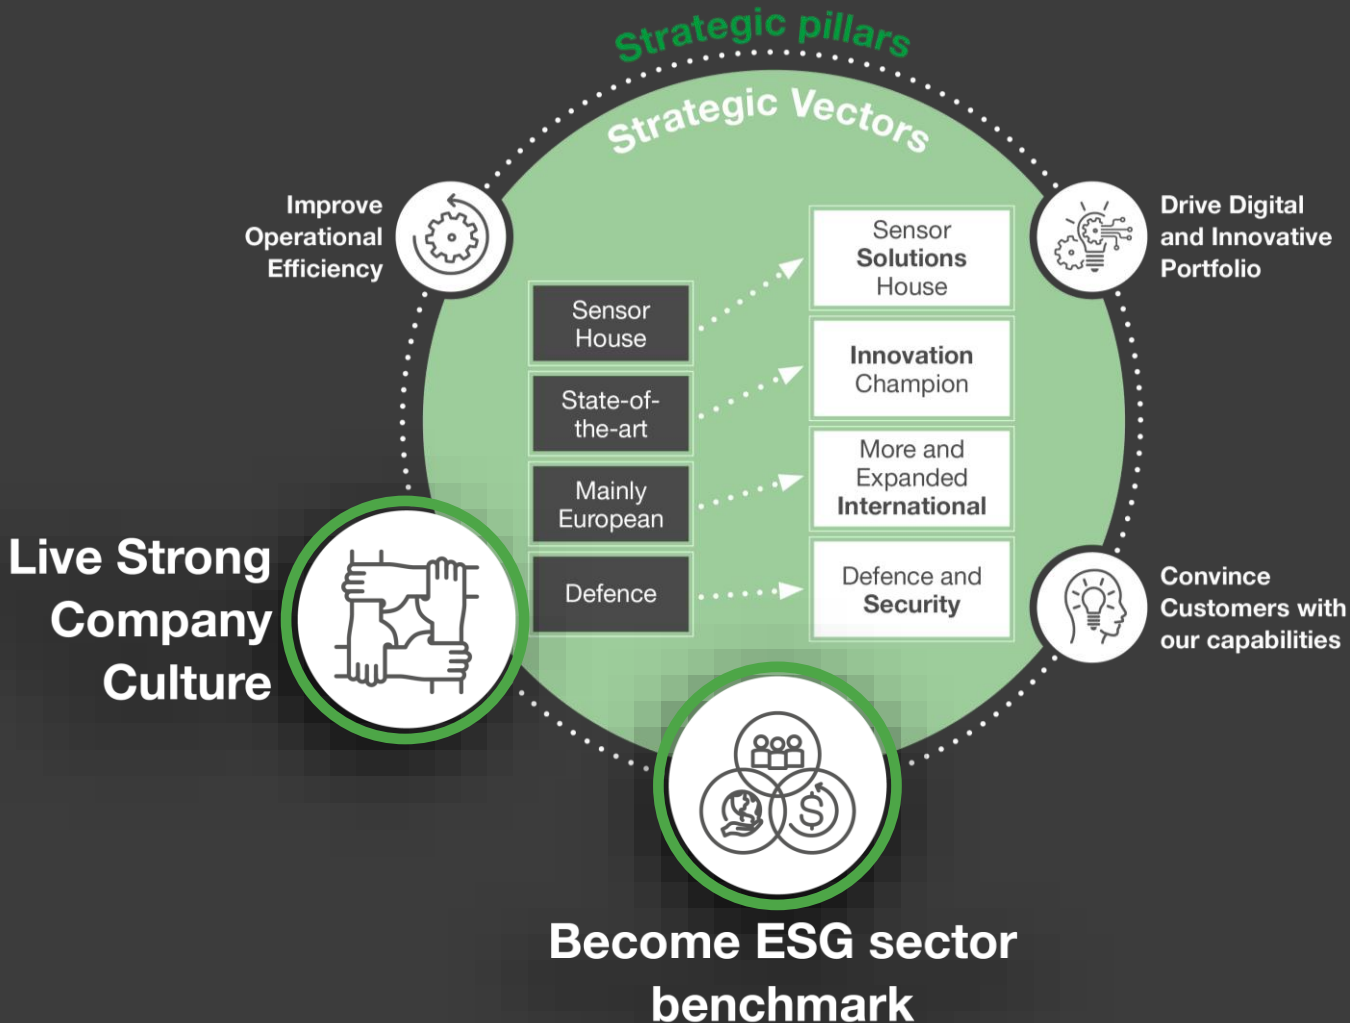 Strategic pillars
Strategic Vectors
Improve
Operational
Efficiency
Drive Digital
and Innovative
Portfolio
Sensor
House
State-of-
the-art
Mainly
European
Defence
Sensor
Solutions
House
Innovation
Champion
More and
Expanded
International
Defence and
Security
Live Strong
Company
Culture
Convince
Customers with
our capabilities
$
Become ESG sector
benchmark